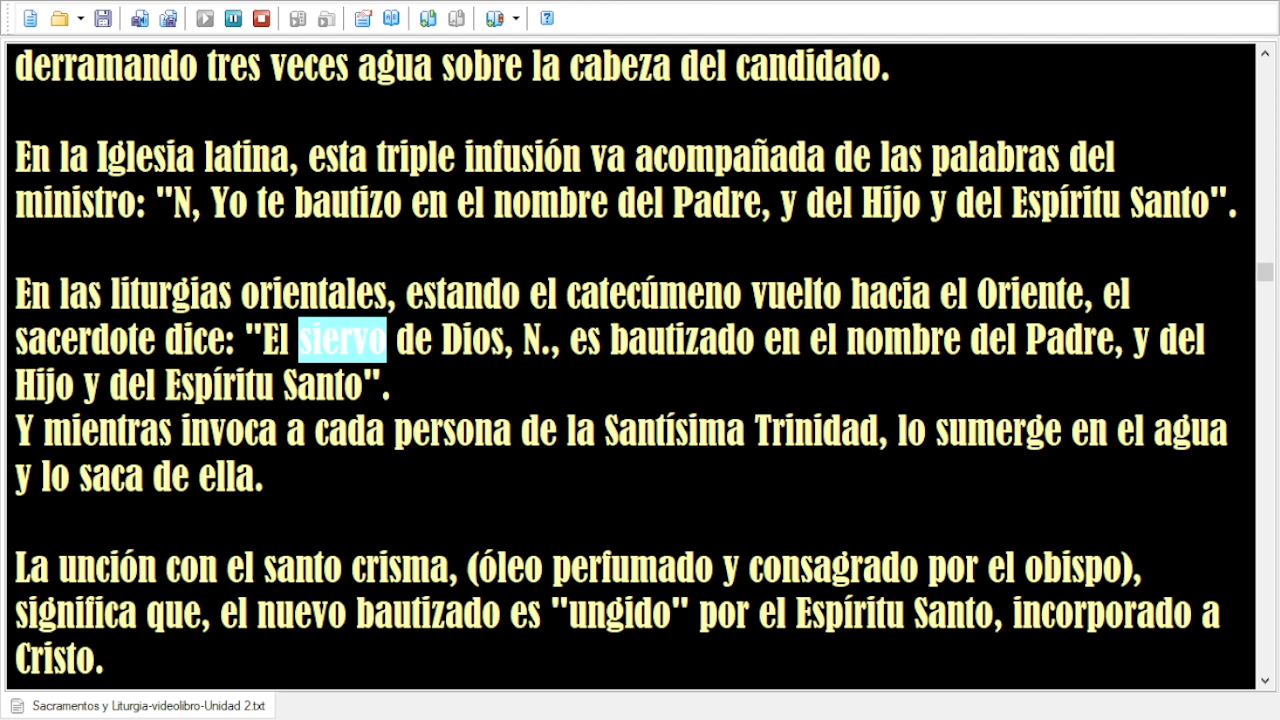 derramando tres veces agua sobre la cabeza del candidato.
En la Iglesia latina, esta triple infusión va acompañada de las palabras del
ministro: "N, Yo te bautizo en el nombre del Padre, y del Hijo y del Espíritu Santo".
En las liturgias orientales, estando el catecúmeno vuelto hacia el Oriente, el
sacerdote dice: "El siervo de Dios, N., es bautizado en el nombre del Padre, y del
Hijo y del Espíritu Santo".
Y mientras invoca a cada persona de la Santísima Trinidad, lo sumerge en el agua
y lo saca de ella.
La unción con el santo crisma, (óleo perfumado y consagrado por el obispo),
significa que, el nuevo bautizado es "ungido" por el Espíritu Santo, incorporado a
Cristo.
Sacramentos y Liturgia-videolibro-Unidad 2.txt